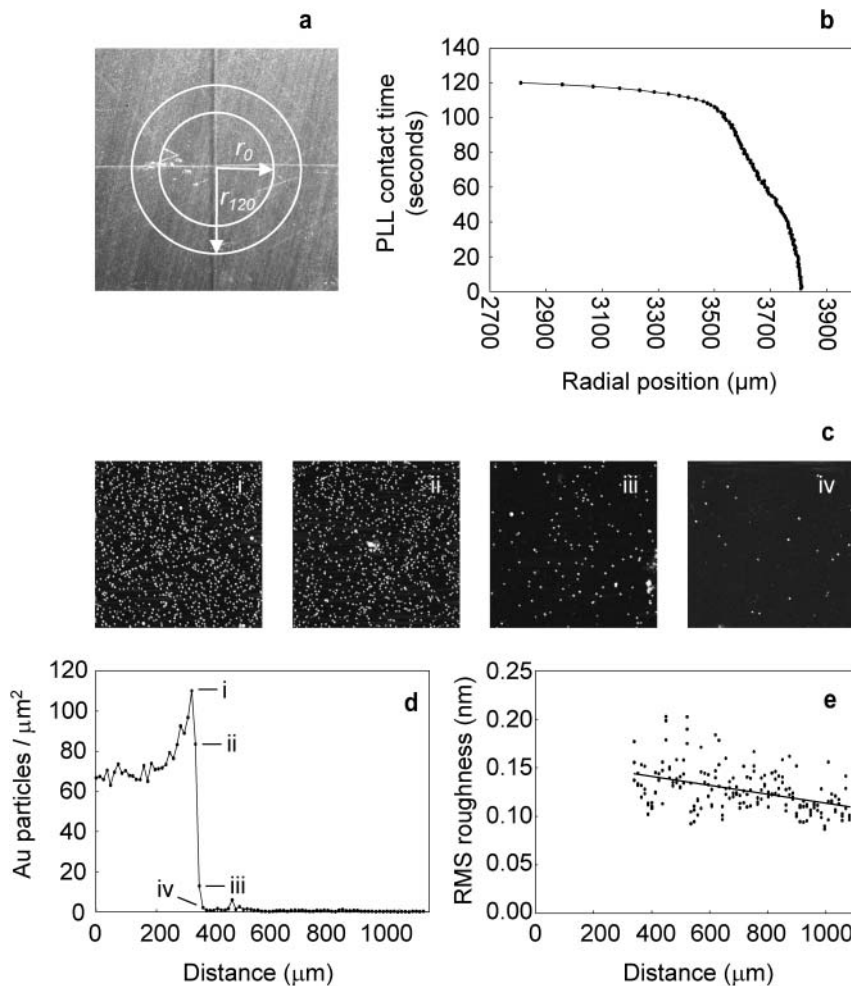 a
r0
r120
b
140
120
100
80
60
40
20
0
PLL contact time
(seconds)
2700
2900
3100
3300
3500
3700
3900
Radial position (µm)
c
i
ii
iii
iv
d
120
100
80
60
40
20
0
Au particles / µm²
i
ii
iii
iv
0 200 400 600 800 1000
Distance (µm)
e
0.25
0.20
0.15
0.10
0.05
0.00
RMS roughness (nm)
0 200 400 600 800 1000
Distance (µm)